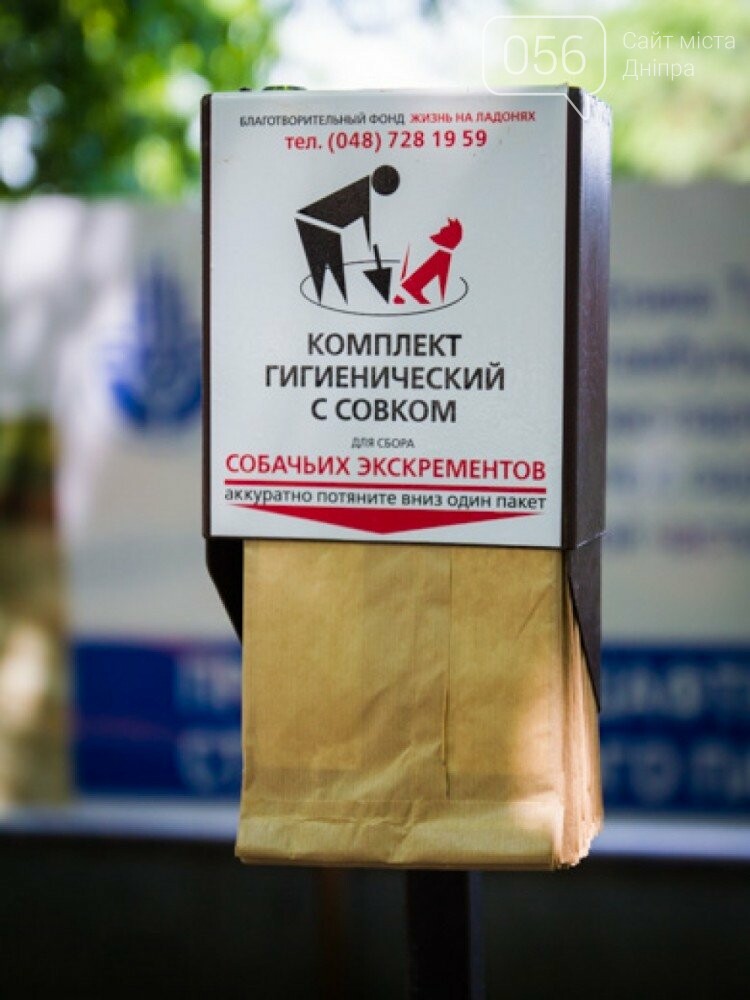 056 Сайт міста
Дніпра
БЛАГОТВОРИТЕЛЬНЫЙ ФОНД ЖИЗНЬ НА ЛАДОНЯХ
тел. (048) 728 19 59
КОМПЛЕКТ
ГИГИЕНИЧЕСКИЙ
С СОВКОМ
ДЛЯ СБОРА
СОБАЧЬИХ ЭКСКРЕМЕНТОВ
аккуратно потяните вниз один пакет